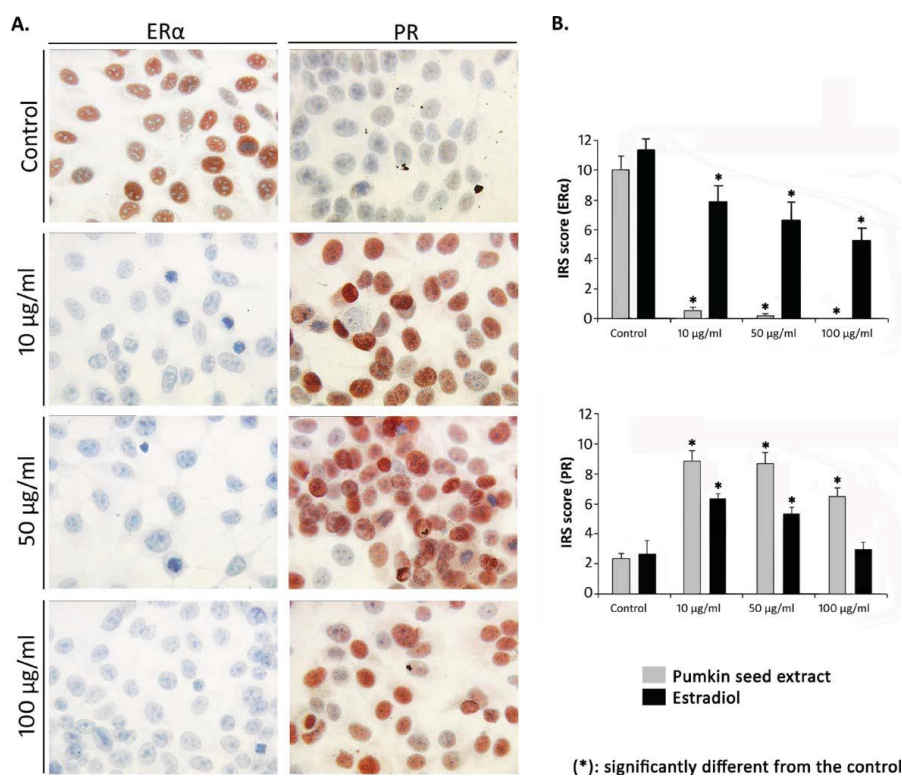 A.
ERα
PR
Control
10 µg/ml
50 µg/ml
100 µg/ml
B.
IRS score (ERα)
12
10
8
6
4
2
0
*
*
*
*
*
*
Control
10 µg/ml
50 µg/ml
100 µg/ml
IRS score (PR)
12
10
8
6
4
2
0
*
*
*
*
*
Control
10 µg/ml
50 µg/ml
100 µg/ml
Pumkin seed extract
Estradiol
(*): significantly different from the control